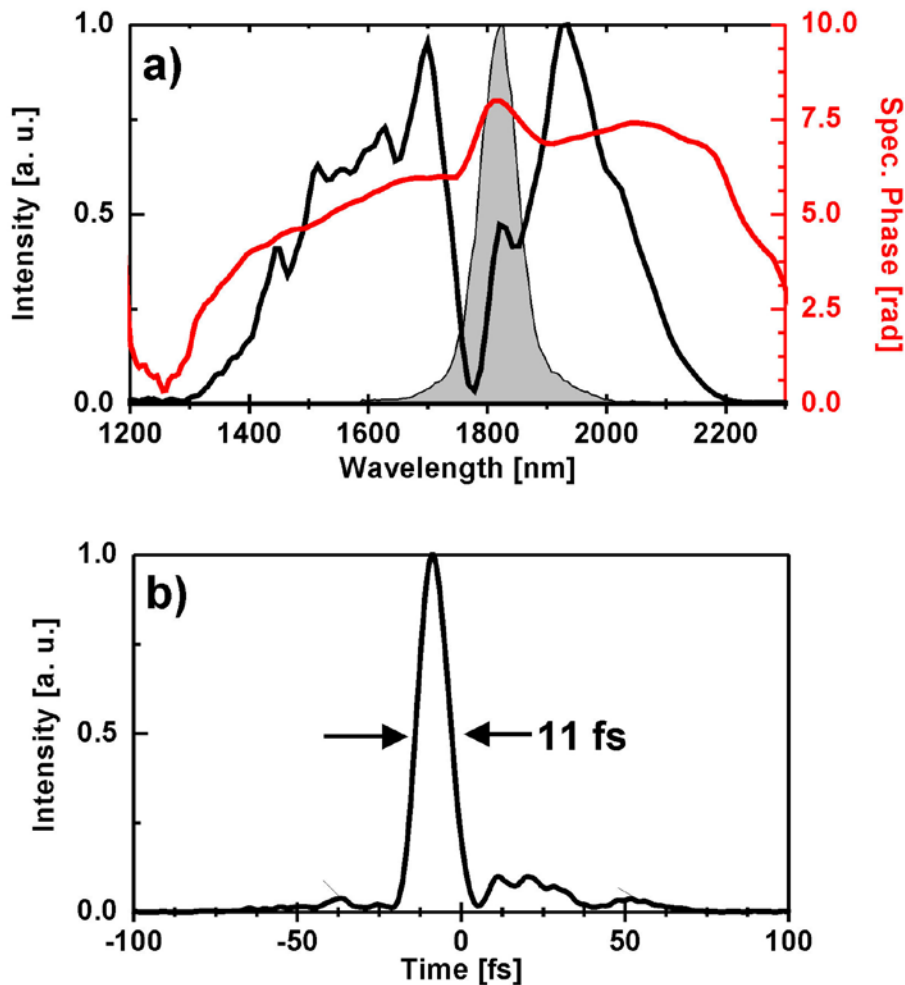 a)
1.0
0.5
0.0
Intensity [a. u.]
10.0
7.5
5.0
2.5
0.0
Spec. Phase [rad]
1200 1400 1600 1800 2000 2200
Wavelength [nm]
b)
1.0
0.5
0.0
Intensity [a. u.]
11 fs
-100 -50 0 50 100
Time [fs]